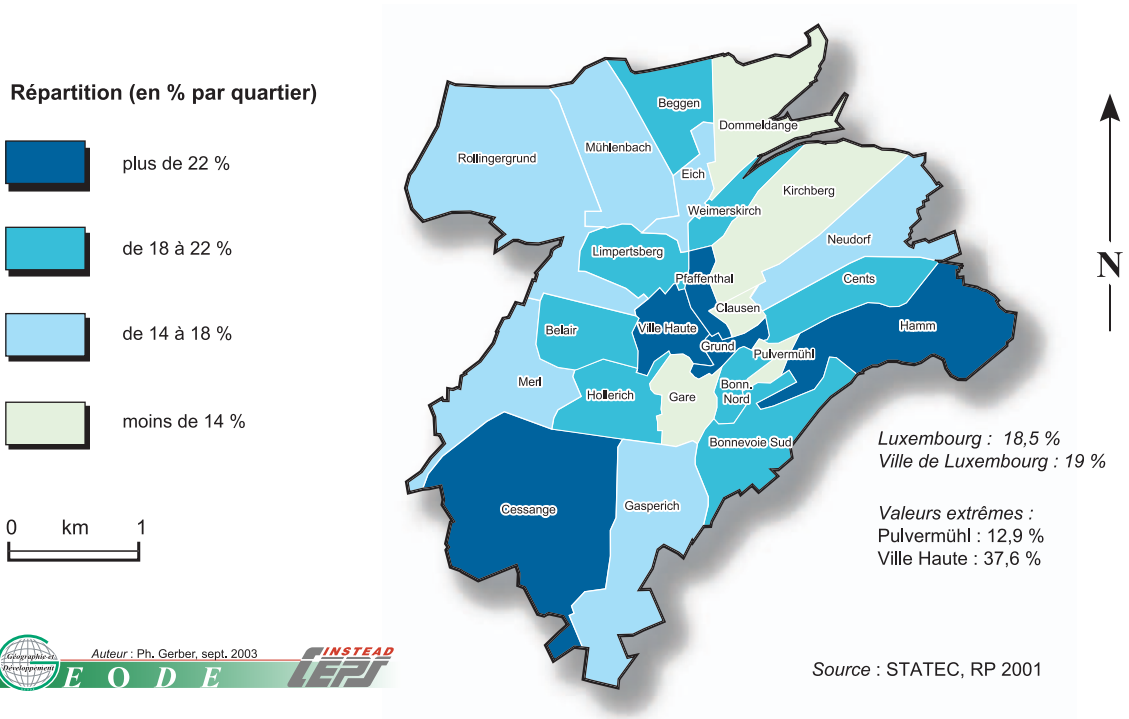 Répartition (en % par quartier)
plus de 22 %
de 18 à 22 %
de 14 à 18 %
moins de 14 %
0 km 1
Beggen
Dommeldange
Mühlenbach
Rollingergrund
Eich
Kirchberg
Weimerskirch
Neudorf
Limpertsberg
Pfaffenthal
Cents
Clausen
Ville Haute
Hamm
Belair
Grund
Pulvermühl
Merl
Bonn.
Nord
Hollerich
Gare
Bonnevoie Sud
Cessange
Gasperich
N
Luxembourg : 18,5 %
Ville de Luxembourg : 19 %
Valeurs extrêmes :
Pulvermühl : 12,9 %
Ville Haute : 37,6 %
Source : STATEC, RP 2001
Auteur : Ph. Gerber, sept. 2003
Géographie et
Développement
GEODE
INSTEAD
CEPS